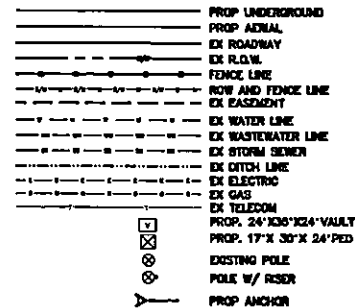 PROP UNDERGROUND
PROP AERIAL
EX ROADWAY
EX R.O.W.
FENCE LINE
ROW AND FENCE LINE
EX EASEMENT
EX WATER LINE
EX WASTEWATER LINE
EX STORM SEWER
EX DITCH LINE
EX ELECTRIC
EX GAS
EX TELECOM
V PROP. 24"X36"X24"VAULT
PROP. 17"X 30"X 24"PED
EXISTING POLE
POLE W/ RISER
PROP ANCHOR